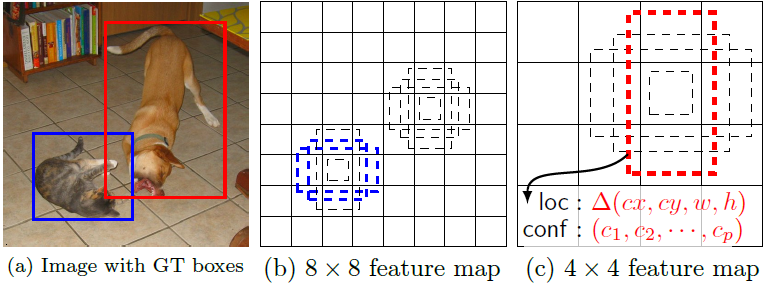 loc : Δ(cx, cy, w, h)
conf : (c₁, c₂, ⋯, cₚ)
(a) Image with GT boxes
(b) 8 × 8 feature map
(c) 4 × 4 feature map